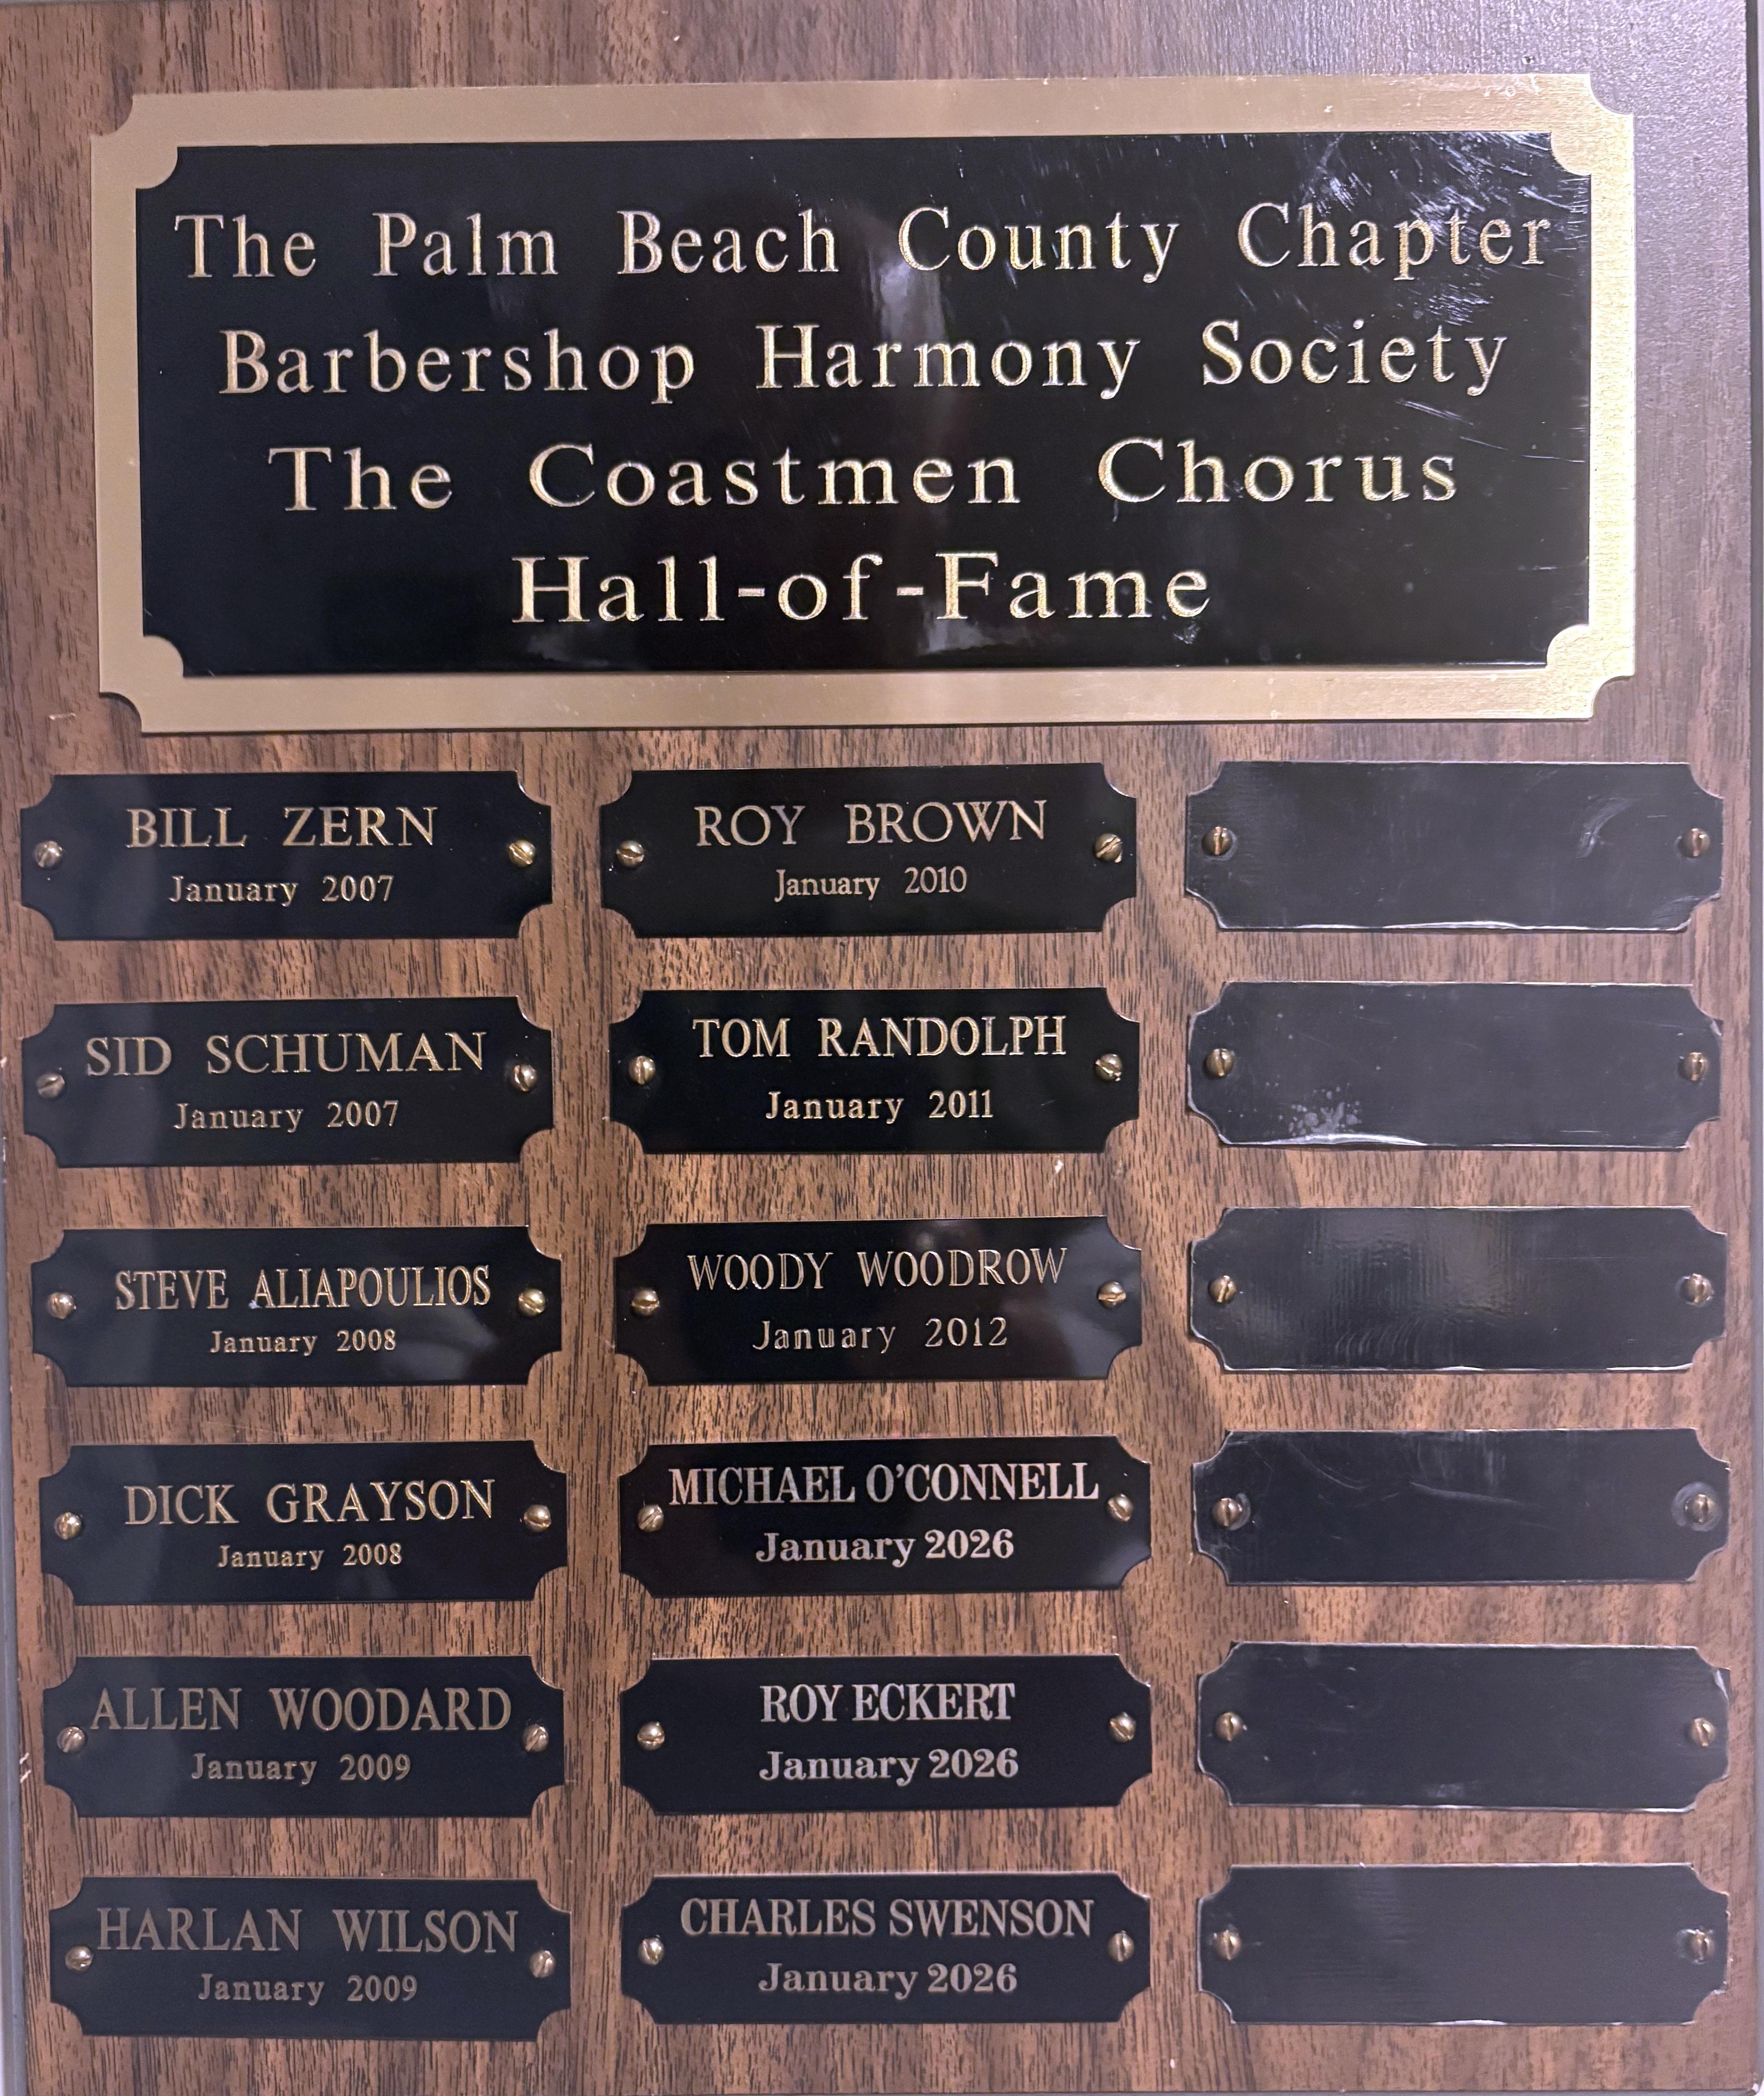 The Palm Beach County Chapter
Barbershop Harmony Society
The Coastmen Chorus
Hall-of-Fame
BILL ZERN
January 2007
SID SCHUMAN
January 2007
STEVE ALIAPOULIOS
January 2008
DICK GRAYSON
January 2008
ALLEN WOODARD
January 2009
HARLAN WILSON
January 2009
ROY BROWN
January 2010
TOM RANDOLPH
January 2011
WOODY WOODROW
January 2012
MICHAEL O'CONNELL
January 2026
ROY ECKERT
January 2026
CHARLES SWENSON
January 2026